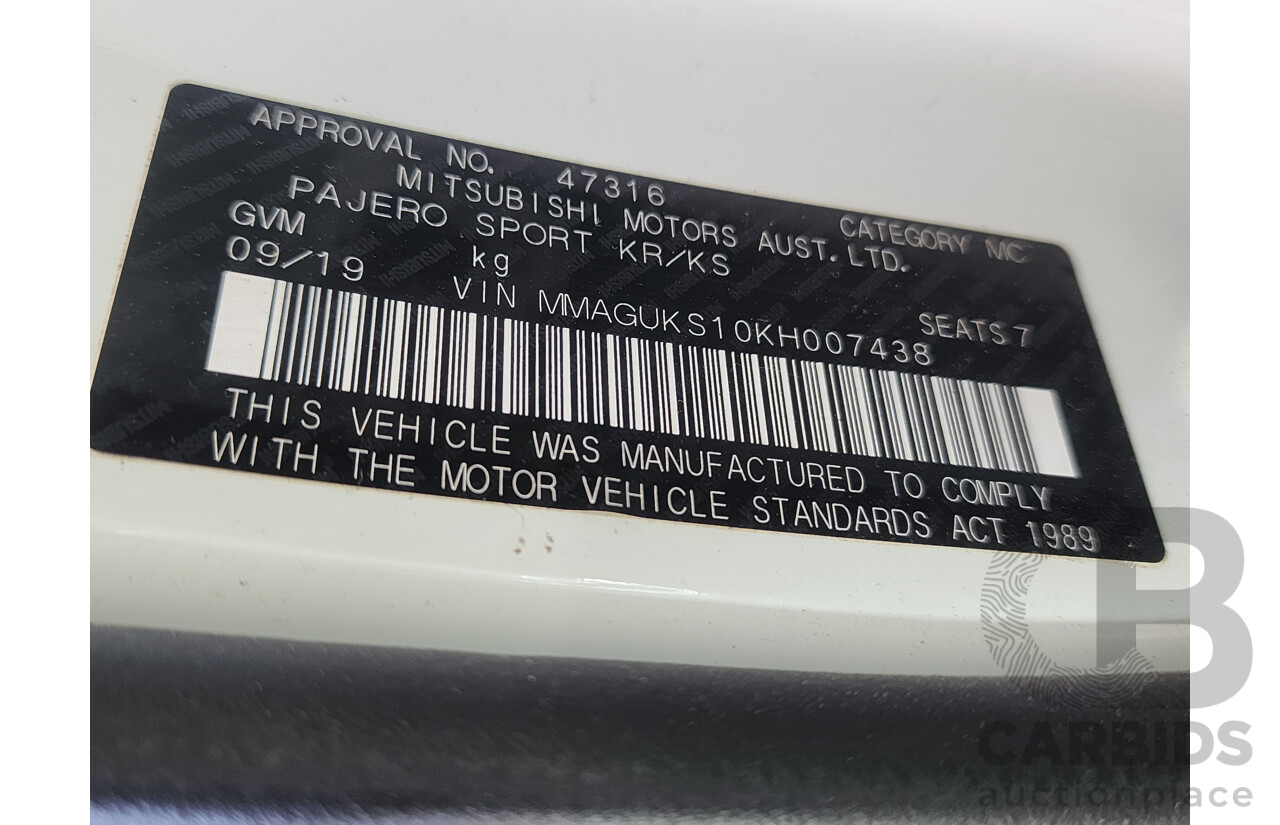 APPROVAL NO. 47316 CATEGORY MC
MITSUBISHI MOTORS AUST. LTD.
PAJERO SPORT KR/KS
GVM kg SEATS 7
09/19 VIN MMAGUKS10KH007438
THIS VEHICLE WAS MANUFACTURED TO COMPLY
WITH THE MOTOR VEHICLE STANDARDS ACT 1989
CB
CARBIDS
auctionplace